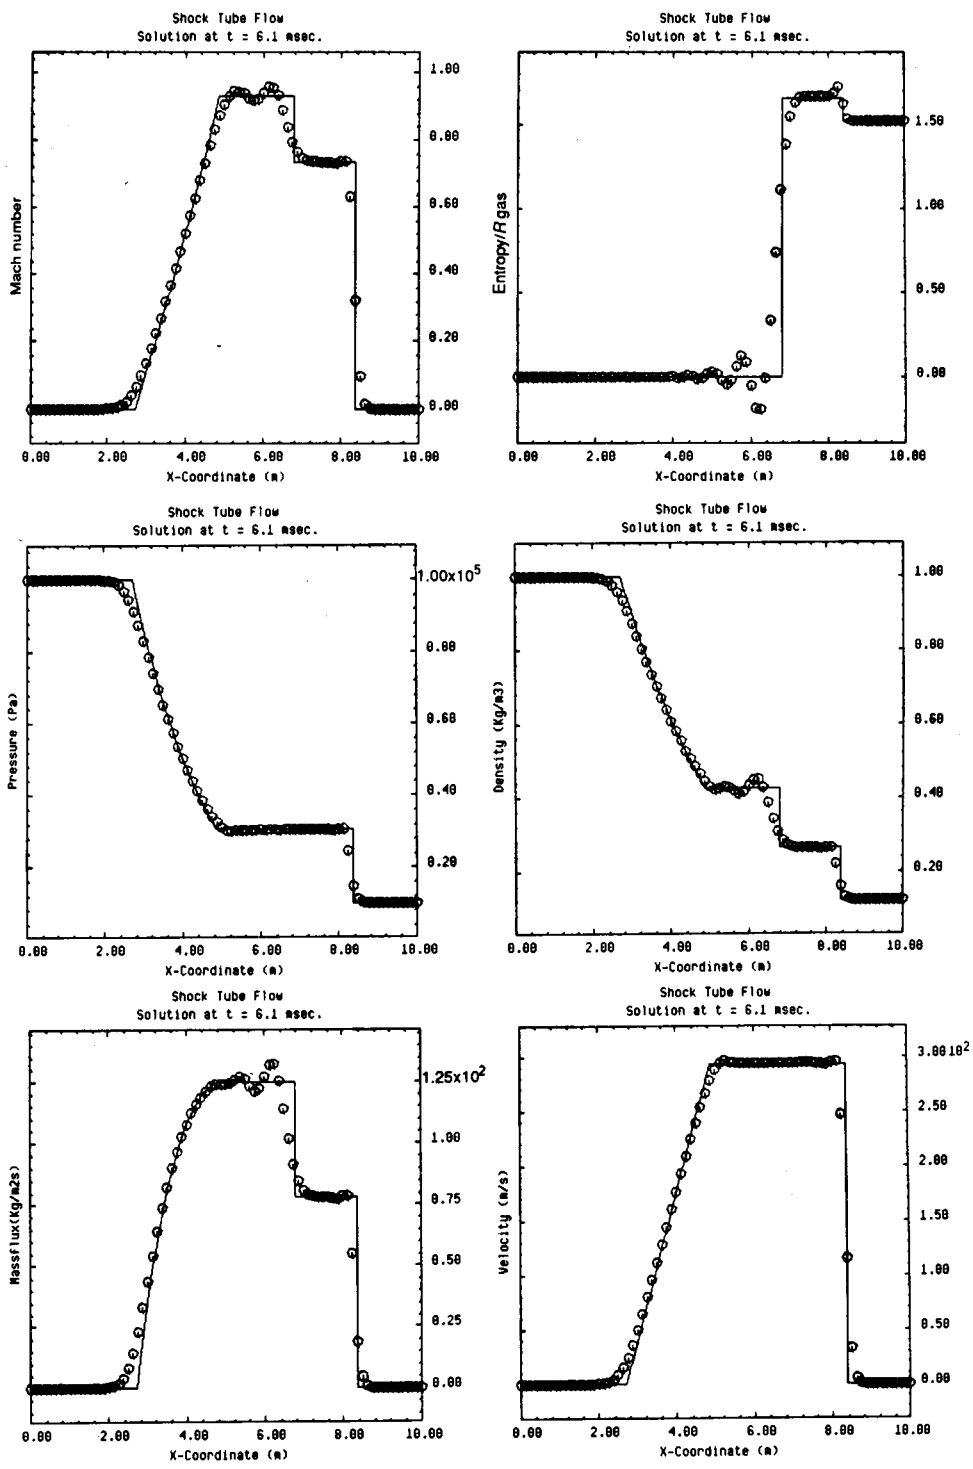 Shock Tube Flow
Solution at t = 6.1 msec.
1.00
0.80
0.60
0.40
0.20
0.00
Mach number
0.00 2.00 4.00 6.00 8.00 10.00
X-Coordinate (m)
Shock Tube Flow
Solution at t = 6.1 msec.
1.50
1.00
0.50
0.00
Entropy/R gas
0.00 2.00 4.00 6.00 8.00 10.00
X-Coordinate (m)
Shock Tube Flow
Solution at t = 6.1 msec.
1.00x10⁵
0.80
0.60
0.40
0.20
Pressure (Pa)
0.00 2.00 4.00 6.00 8.00 10.00
X-Coordinate (m)
Shock Tube Flow
Solution at t = 6.1 msec.
1.00
0.80
0.60
0.40
0.20
Density (Kg/m3)
0.00 2.00 4.00 6.00 8.00 10.00
X-Coordinate (m)
Shock Tube Flow
Solution at t = 6.1 msec.
1.25x10²
1.00
0.75
0.50
0.25
0.00
Massflux(Kg/m2s)
0.00 2.00 4.00 6.00 8.00 10.00
X-Coordinate (m)
Shock Tube Flow
Solution at t = 6.1 msec.
3.00 10²
2.50
2.00
1.50
1.00
0.50
0.00
Velocity (m/s)
0.00 2.00 4.00 6.00 8.00 10.00
X-Coordinate (m)